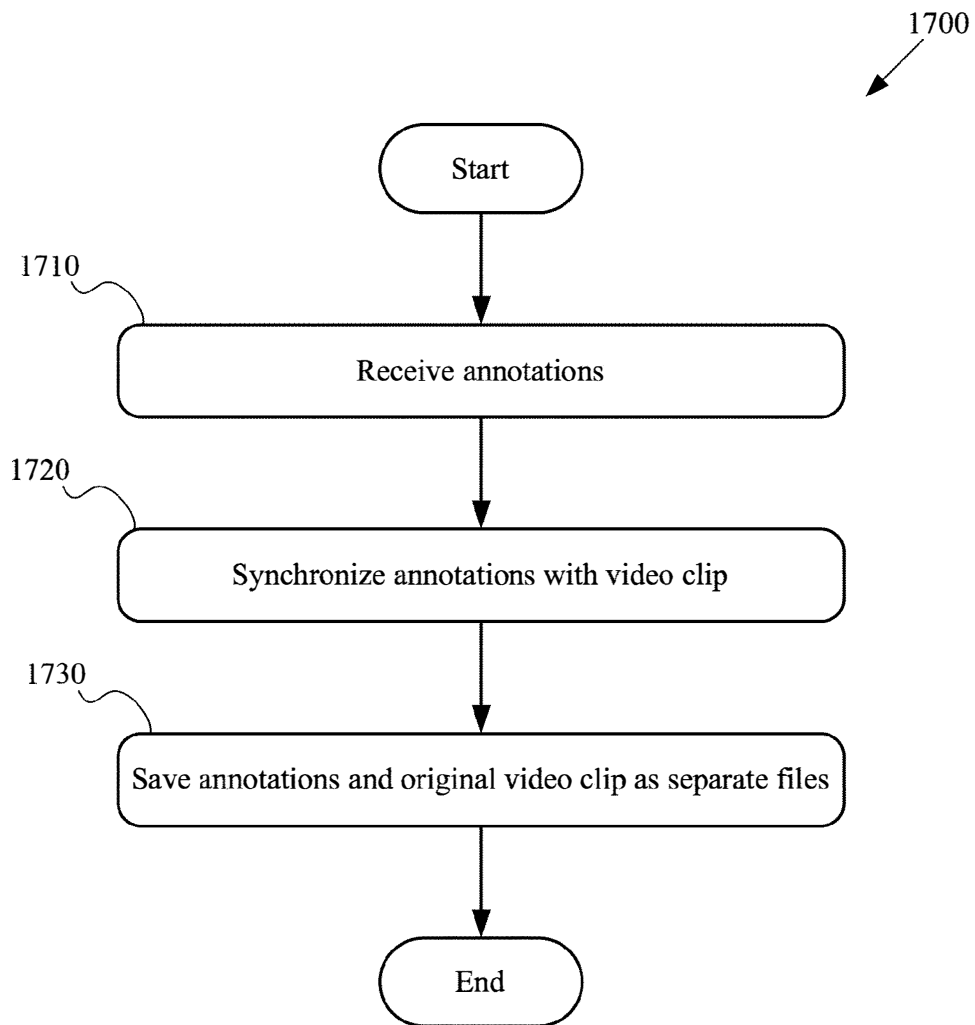 1700
Start
1710
Receive annotations
1720
Synchronize annotations with video clip
1730
Save annotations and original video clip as separate files
End